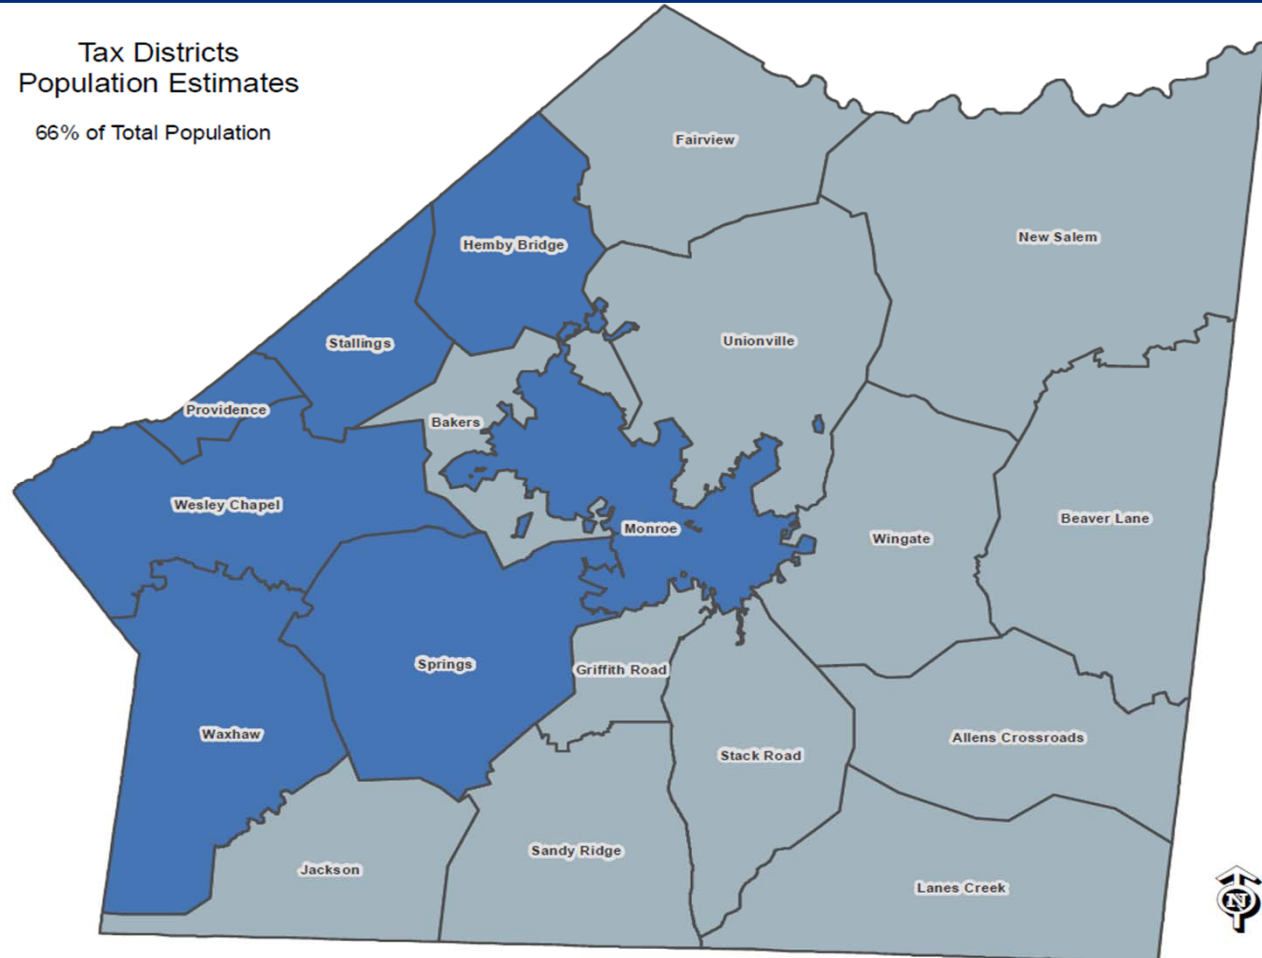 Tax Districts
Population Estimates
66% of Total Population
Fairview
New Salem
Hemby Bridge
Stallings
Unionville
Providence
Bakers
Wesley Chapel
Monroe
Wingate
Beaver Lane
Springs
Griffith Road
Waxhaw
Stack Road
Allens Crossroads
Sandy Ridge
Jackson
Lanes Creek
N